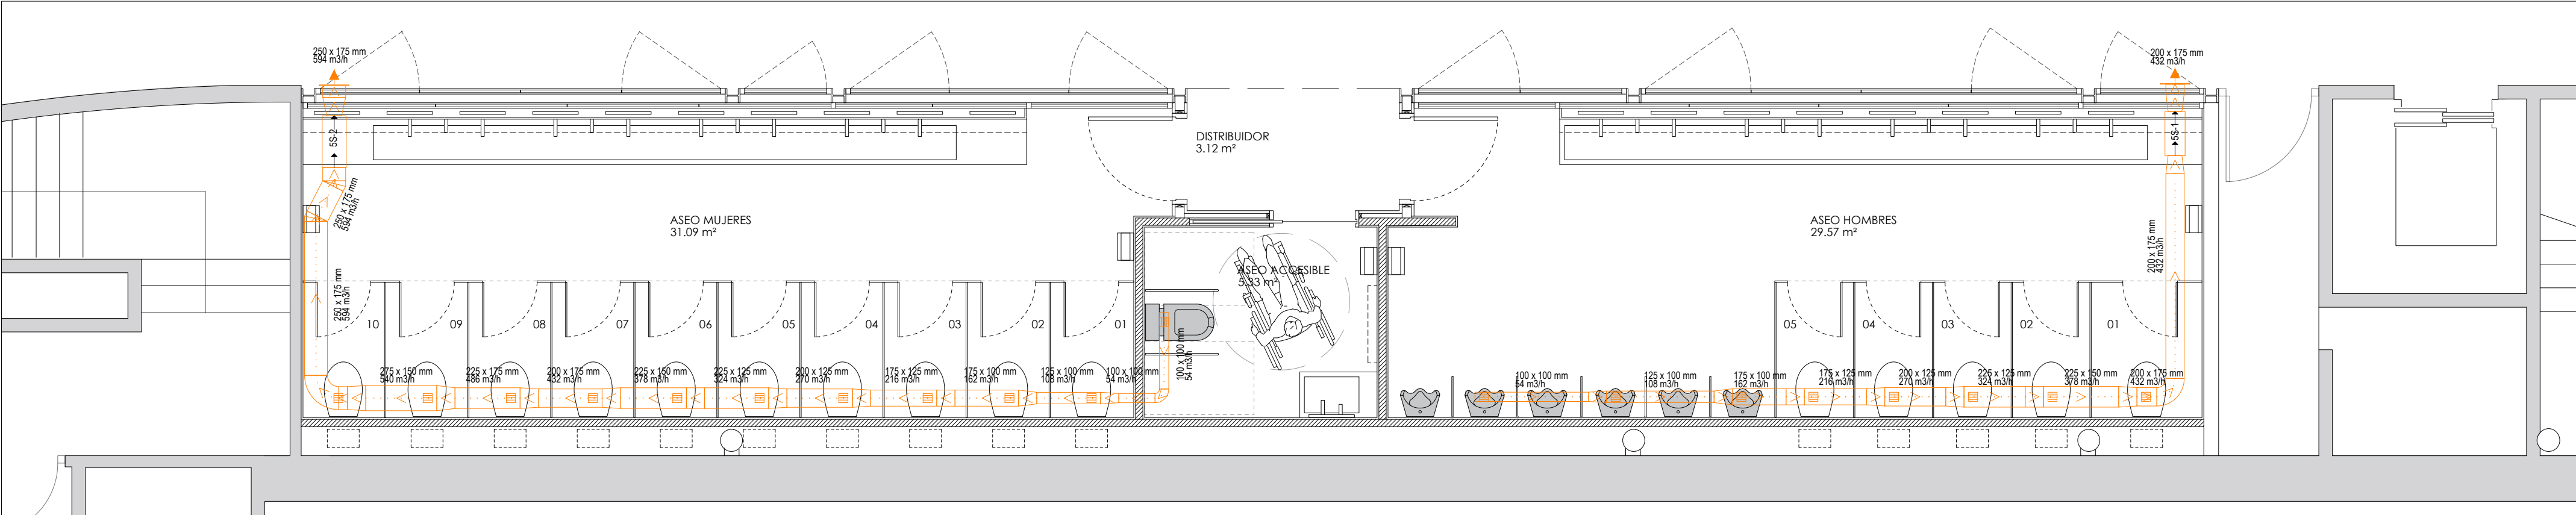 250 x 175 mm
594 m3/h
200 x 175 mm
432 m3/h
5S-2
5S-1
DISTRIBUIDOR
3.12 m²
250 x 175 mm
594 m3/h
ASEO MUJERES
31.09 m²
ASEO HOMBRES
29.57 m²
200 x 175 mm
432 m3/h
ASEO ACCESIBLE
5.33 m²
250 x 175 mm
594 m3/h
10
09
08
07
06
05
04
03
02
01
05
04
03
02
01
100 x 100 mm
54 m3/h
275 x 150 mm
540 m3/h
225 x 175 mm
486 m3/h
200 x 175 mm
432 m3/h
225 x 150 mm
378 m3/h
225 x 125 mm
324 m3/h
200 x 125 mm
270 m3/h
175 x 125 mm
216 m3/h
175 x 100 mm
162 m3/h
125 x 100 mm
108 m3/h
100 x 100 mm
54 m3/h
100 x 100 mm
54 m3/h
125 x 100 mm
108 m3/h
175 x 100 mm
162 m3/h
175 x 125 mm
216 m3/h
200 x 125 mm
270 m3/h
225 x 125 mm
324 m3/h
225 x 150 mm
378 m3/h
200 x 175 mm
432 m3/h